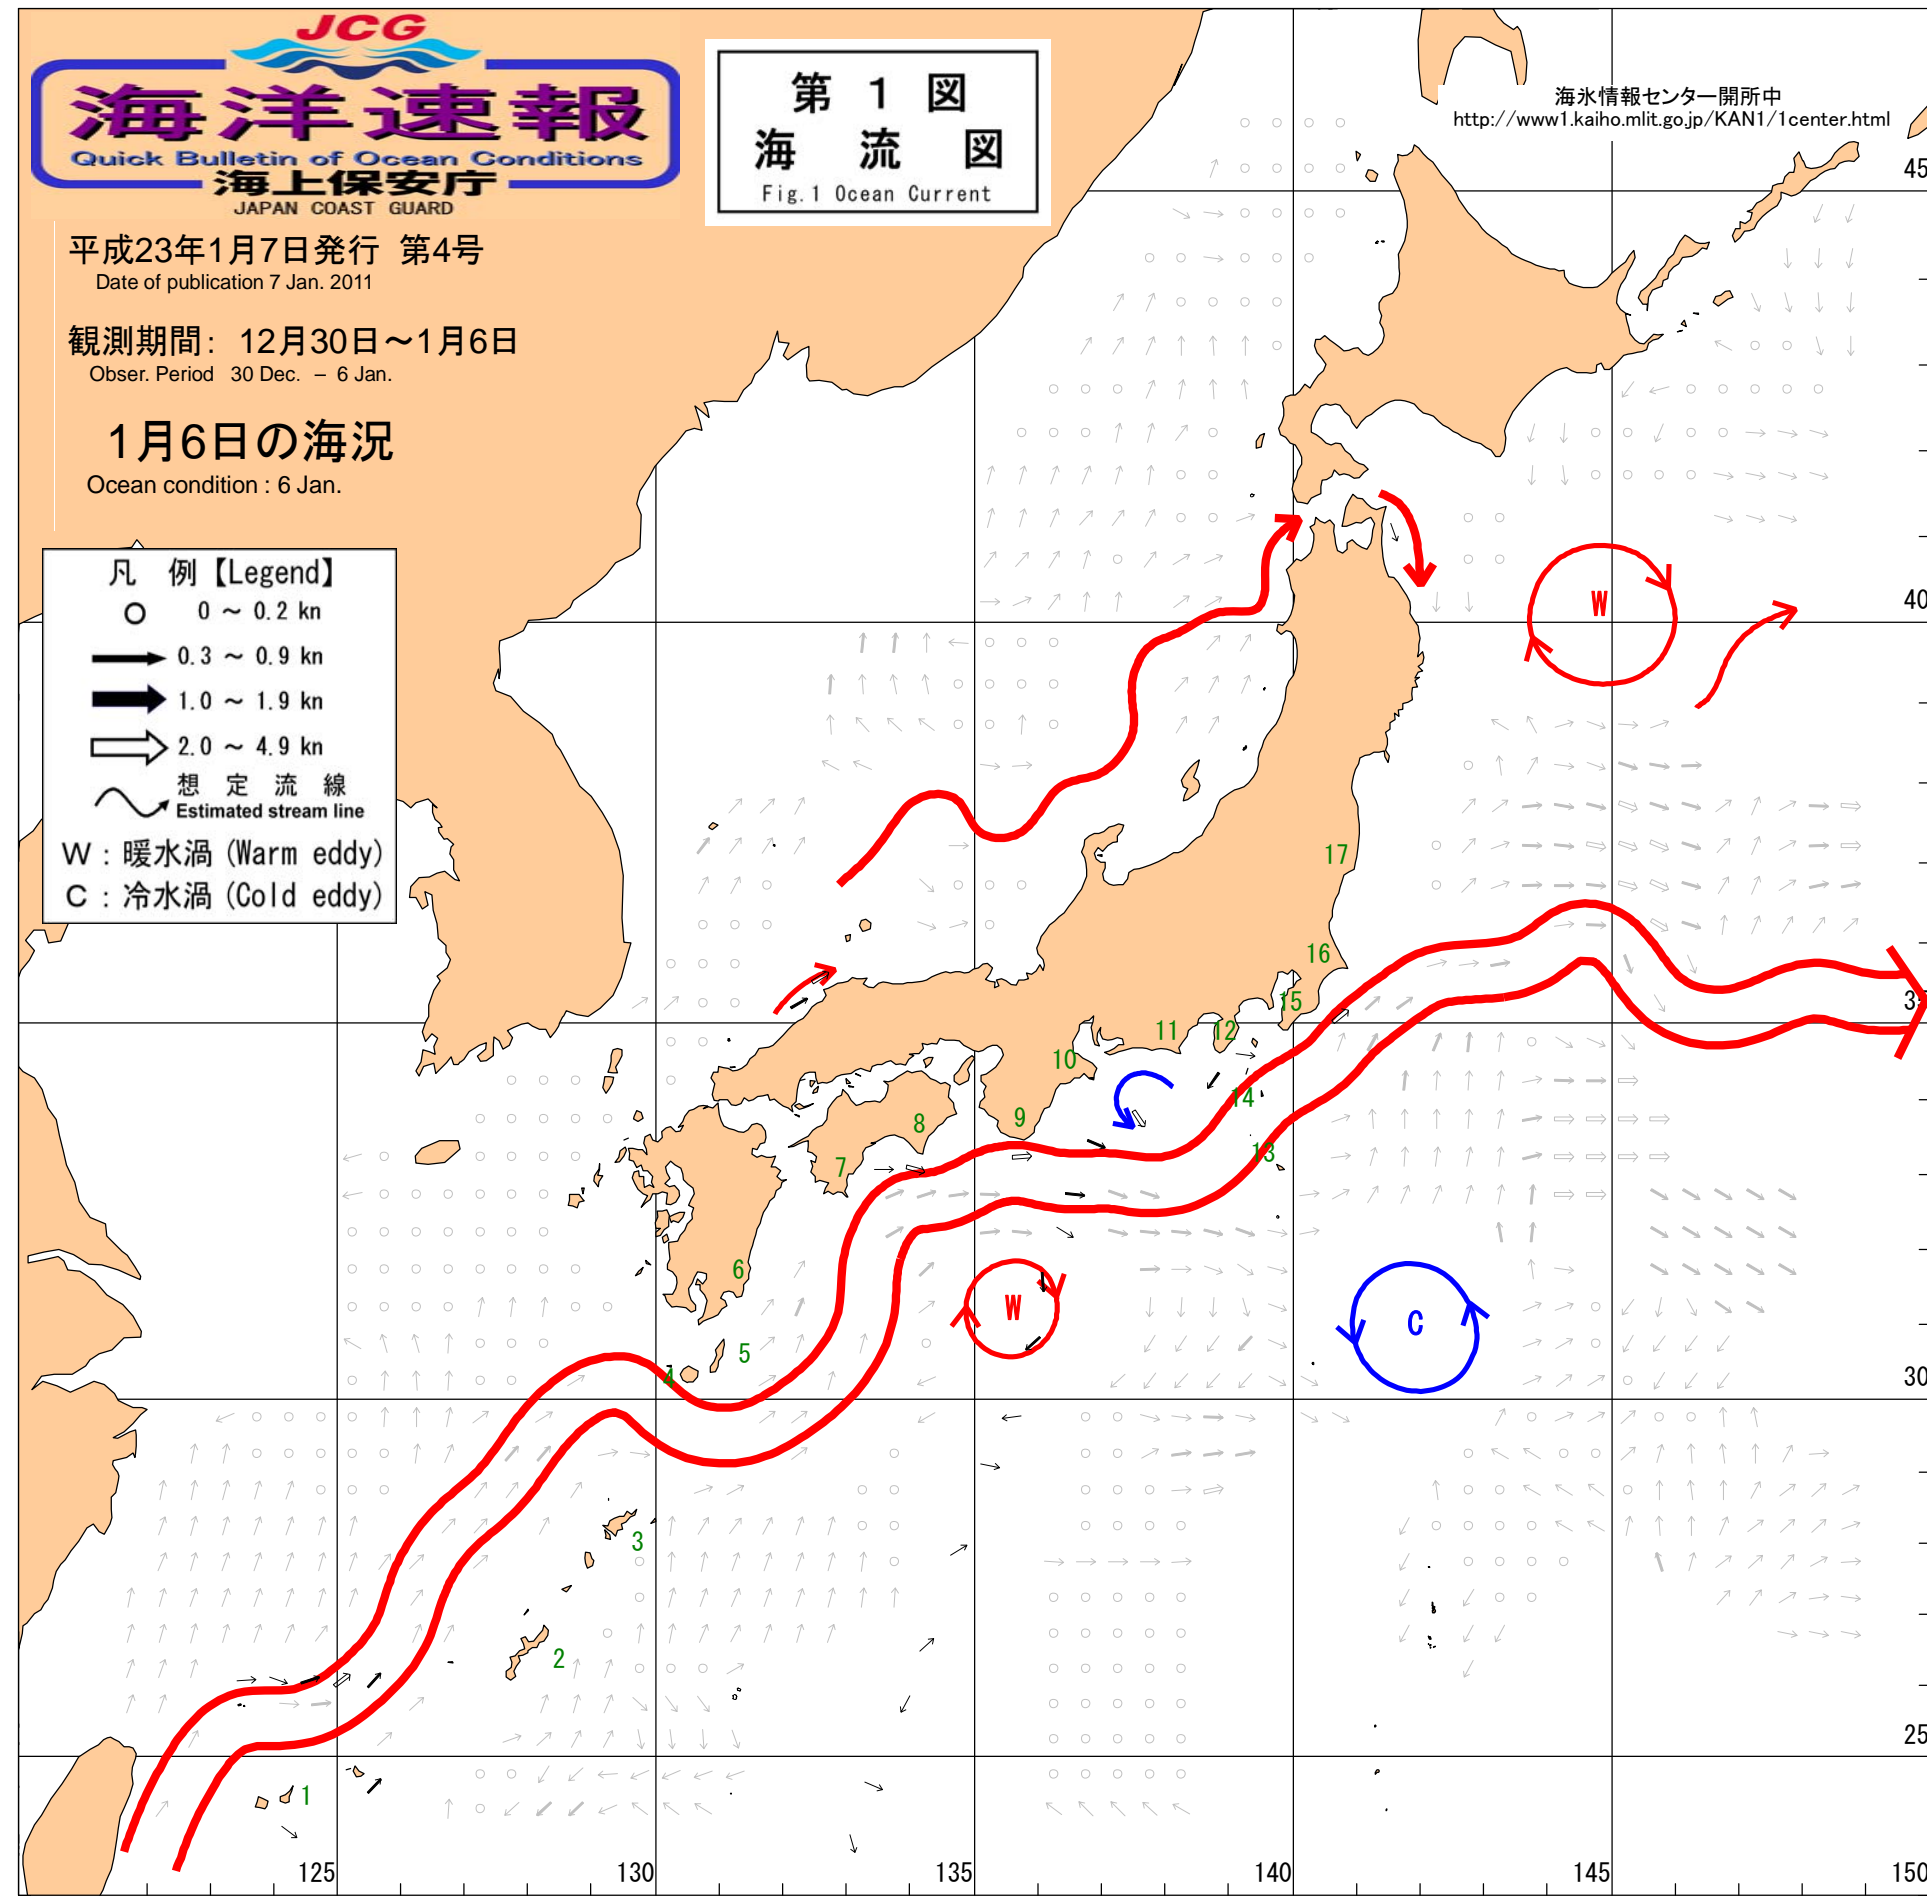 JCG
海洋速報
Quick Bulletin of Ocean Conditions
海上保安庁
JAPAN COAST GUARD
第 1 図
海 流 図
Fig.1 Ocean Current
海氷情報センター開所中
http://www1.kaiho.mlit.go.jp/KAN1/1center.html
平成23年1月7日発行 第4号
Date of publication 7 Jan. 2011
観測期間： 12月30日～1月6日
Obser. Period 30 Dec. – 6 Jan.
1月6日の海況
Ocean condition : 6 Jan.
凡 例【Legend】
0 ～ 0.2 kn
0.3 ～ 0.9 kn
1.0 ～ 1.9 kn
2.0 ～ 4.9 kn
想 定 流 線
Estimated stream line
W : 暖水渦 (Warm eddy)
C : 冷水渦 (Cold eddy)
45
40
W
17
16
15
35
11
12
10
14
9
8
13
7
6
W
C
5
4
30
3
2
25
1
125
130
135
140
145
150